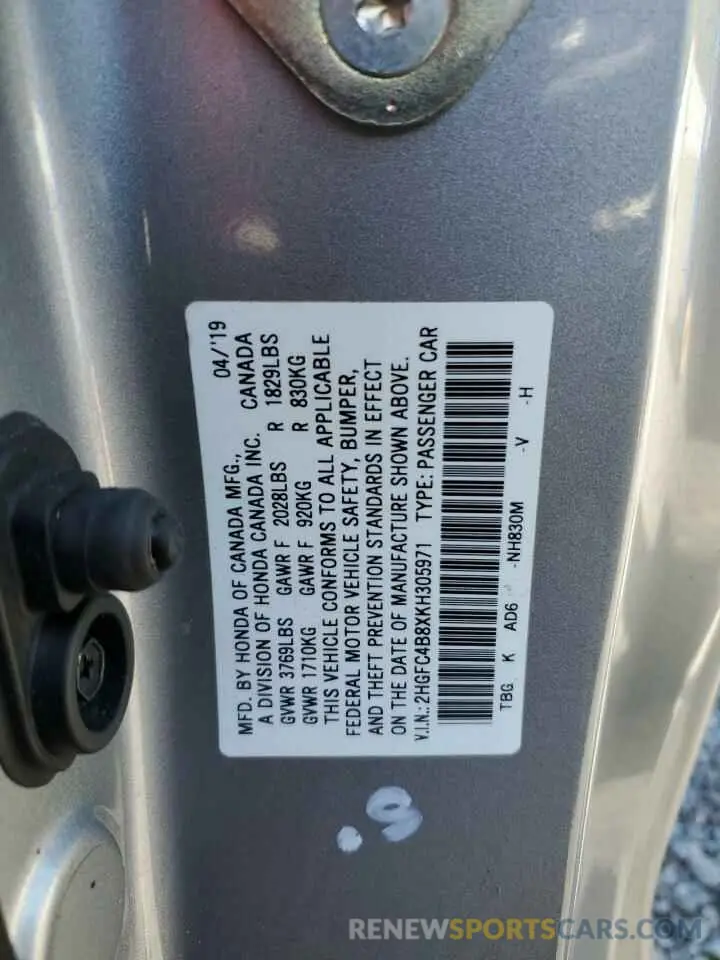 MFD. BY HONDA OF CANADA MFG., 04/'19
A DIVISION OF HONDA CANADA INC. CANADA
GVWR 3769LBS GAWR F 2028LBS R 1829LBS
GVWR 1710KG GAWR F 920KG R 830KG
THIS VEHICLE CONFORMS TO ALL APPLICABLE
FEDERAL MOTOR VEHICLE SAFETY, BUMPER,
AND THEFT PREVENTION STANDARDS IN EFFECT
ON THE DATE OF MANUFACTURE SHOWN ABOVE.
V.I.N.: 2HGFC4B8XKH305971 TYPE: PASSENGER CAR
TBG K AD6 -NH830M -V -H
RENEWSPORTSCARS.COM